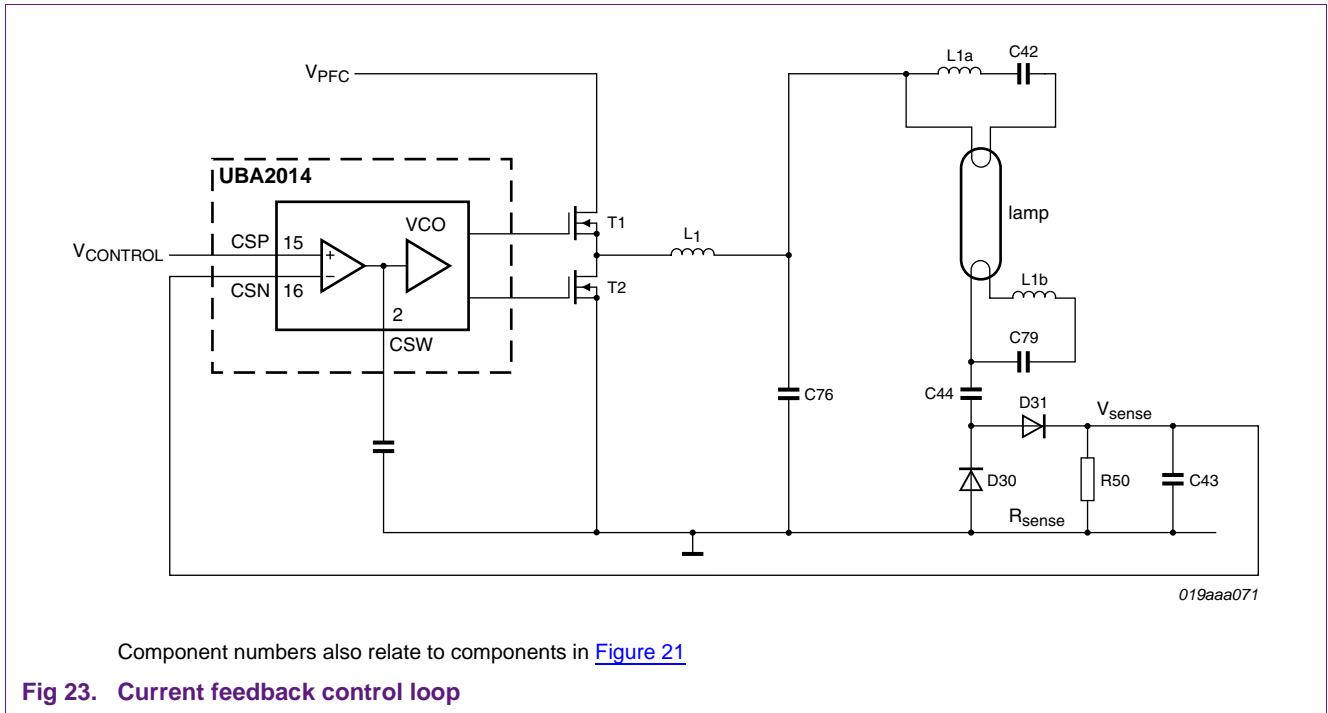 L1a
C42
V_PFC
UBA2014
VCO
T1
lamp
V_CONTROL
CSP
15
+
L_1
CSN
16
−
T2
L1b
2
CSW
C79
C76
C44
D31
V_sense
D30
R50
C43
R_sense
019aaa071
Component numbers also relate to components in Figure 21
Fig 23. Current feedback control loop